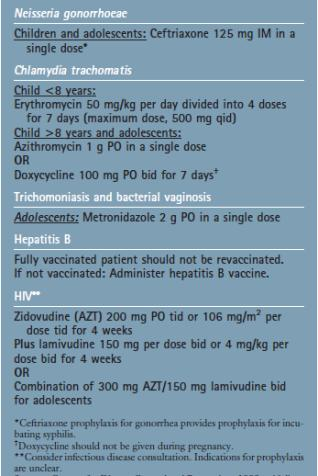 Neisseria gonorrhoeae
Children and adolescents: Ceftriaxone 125 mg IM in a
single dose*
Chlamydia trachomatis
Child <8 years:
Erythromycin 50 mg/kg per day divided into 4 doses
for 7 days (maximum dose, 500 mg qid)
Child >8 years and adolescents:
Azithromycin 1 g PO in a single dose
OR
Doxycycline 100 mg PO bid for 7 days†
Trichomoniasis and bacterial vaginosis
Adolescents: Metronidazole 2 g PO in a single dose
Hepatitis B
Fully vaccinated patient should not be revaccinated.
If not vaccinated: Administer hepatitis B vaccine.
HIV**
Zidovudine (AZT) 200 mg PO tid or 106 mg/m² per
dose tid for 4 weeks
Plus lamivudine 150 mg per dose bid or 4 mg/kg per
dose bid for 4 weeks
OR
Combination of 300 mg AZT/150 mg lamivudine bid
for adolescents
*Ceftriaxone prophylaxis for gonorrhea provides prophylaxis for incu-
bating syphilis.
†Doxycycline should not be given during pregnancy.
**Consider infectious disease consultation. Indications for prophylaxis
are unclear.